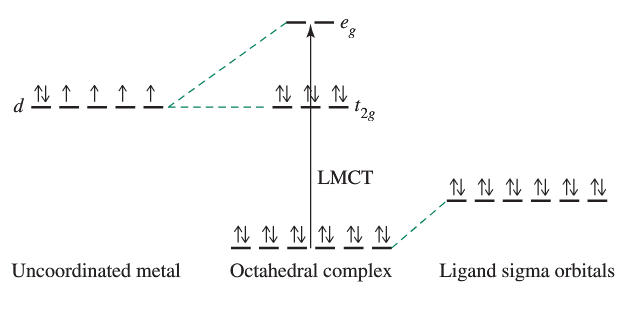 e_g
d
t_2g
LMCT
Uncoordinated metal
Octahedral complex
Ligand sigma orbitals